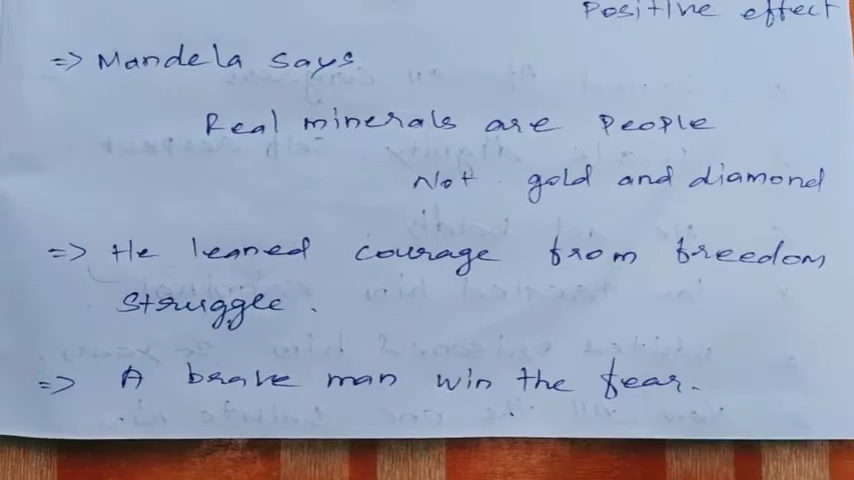 Positive effect
=> Mandela says
Real minerals are people
Not gold and diamond
=> He leaned courage from freedom
struggle.
=> A brave man win the fear.